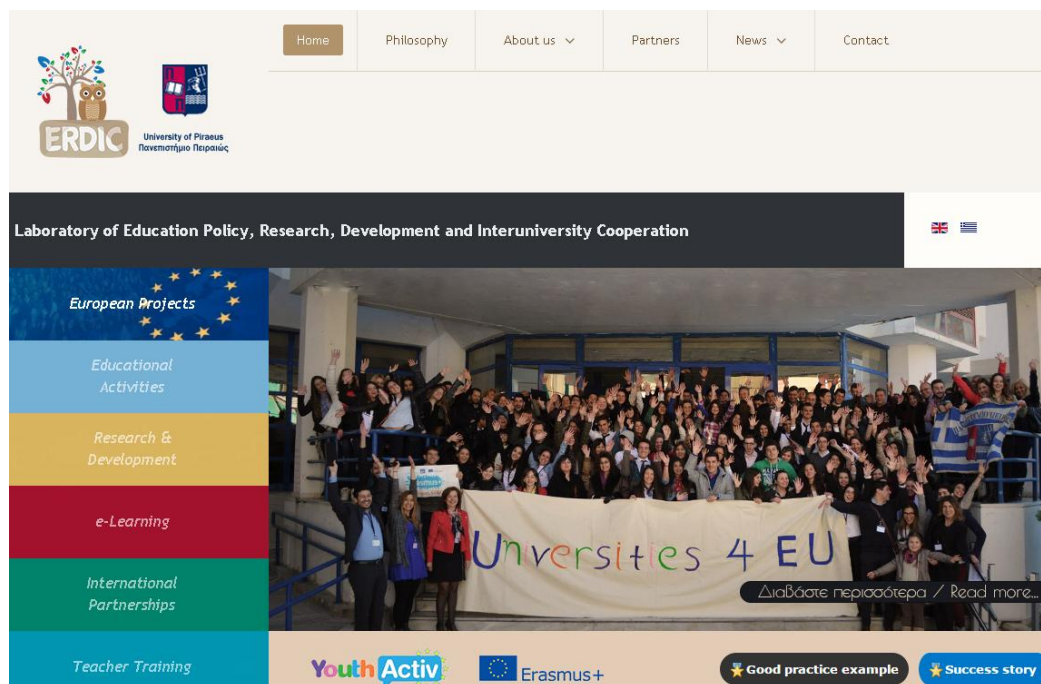 Home
Philosophy
About us
Partners
News
Contact
ERDIC
University of Piraeus
Πανεπιστήμιο Πειραιώς
Laboratory of Education Policy, Research, Development and Interuniversity Cooperation
European Projects
Educational
Activities
Research &
Development
e-Learning
International
Partnerships
Teacher Training
Erasmus+
Universities 4 EU
Διαβάστε περισσότερα / Read more...
Youth Activ
Erasmus+
Good practice example
Success story